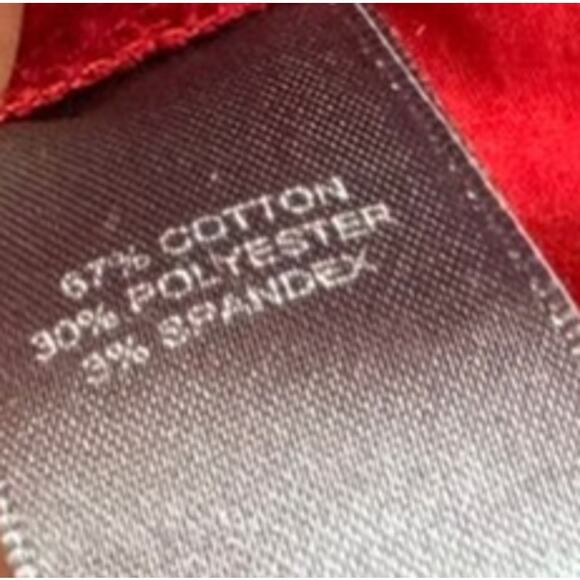 67% COTTON
30% POLYESTER
3% SPANDEX